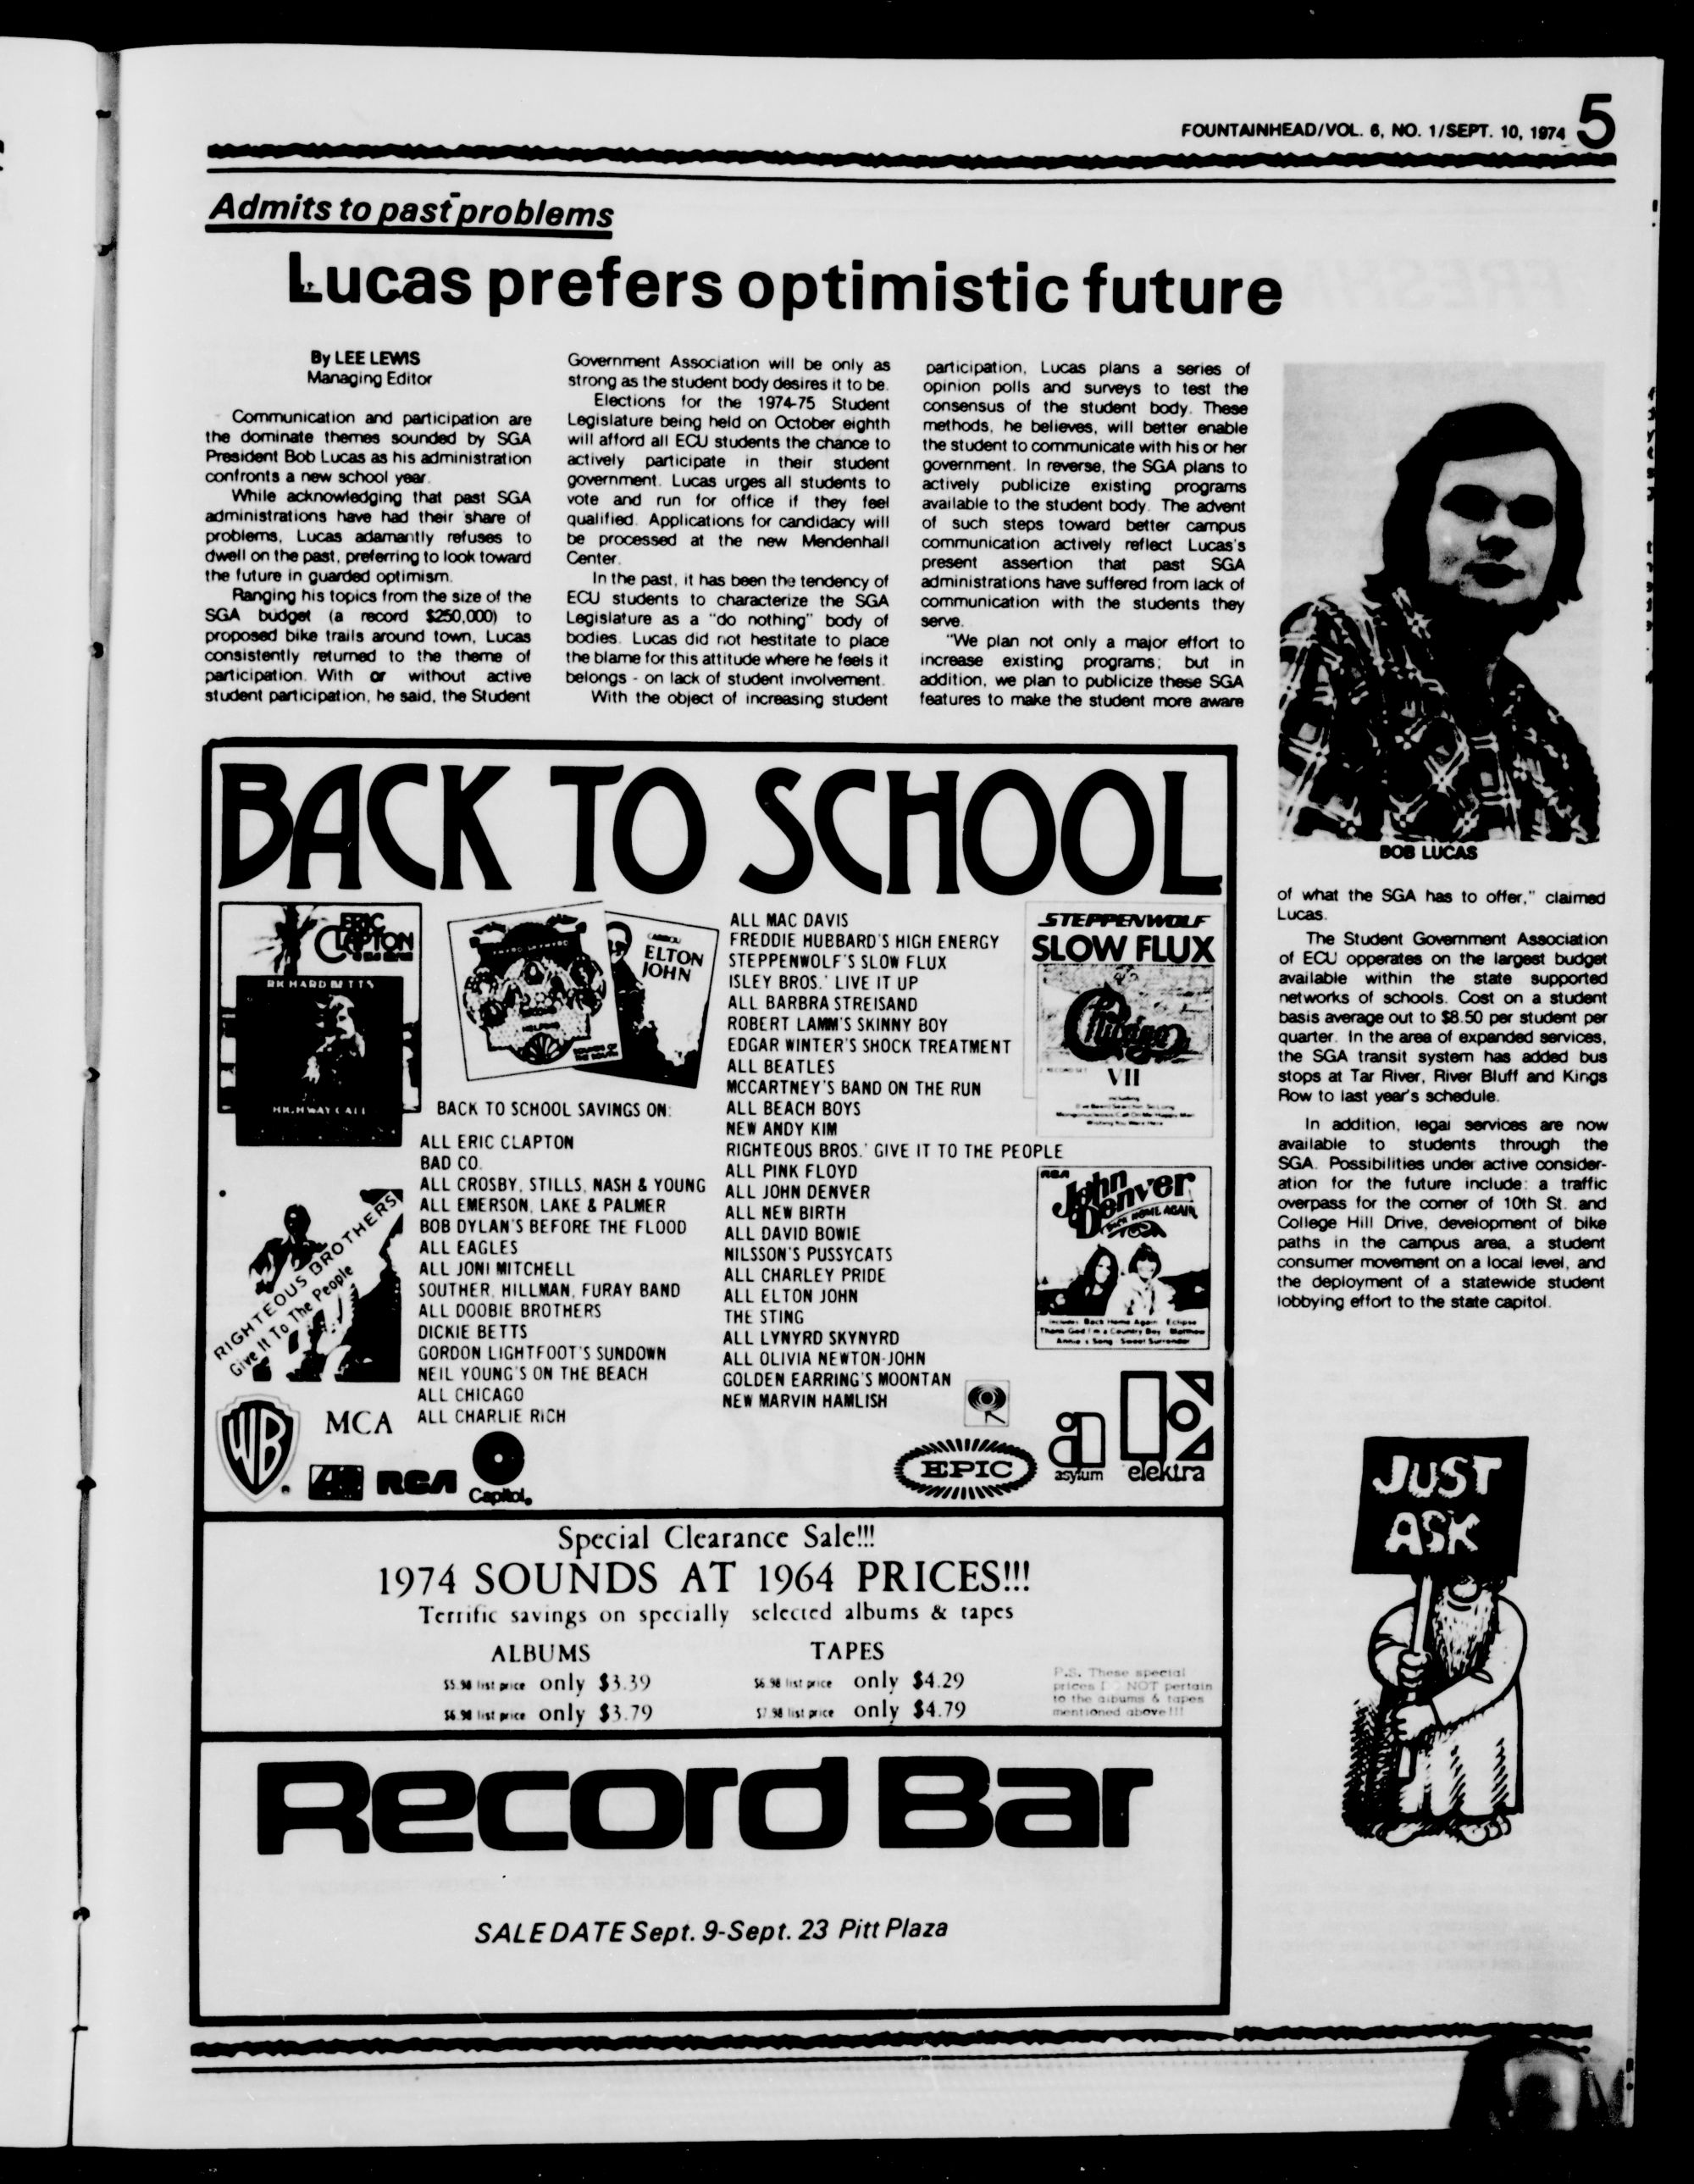 FOUNTAINHEAD/VOL. 6, NO. 1/SEPT. 10, 1974 5
Admits to past problems
Lucas prefers optimistic future
By LEE LEWIS
Managing Editor
Communication and participation are
the dominate themes sounded by SGA
President Bob Lucas as his administration
confronts a new school year.
While acknowledging that past SGA
administrations have had their share of
problems, Lucas adamantly refuses to
dwell on the past, preferring to look toward
the future in guarded optimism.
Ranging his topics from the size of the
SGA budget (a record $250,000) to
proposed bike trails around town, Lucas
consistently returned to the theme of
participation. With or without active
student participation, he said, the Student
Government Association will be only as
strong as the student body desires it to be.
Elections for the 1974-75 Student
Legislature being held on October eighth
will afford all ECU students the chance to
actively participate in their student
government. Lucas urges all students to
vote and run for office if they feel
qualified. Applications for candidacy will
be processed at the new Mendenhall
Center.
In the past, it has been the tendency of
ECU students to characterize the SGA
Legislature as a "do nothing" body of
bodies. Lucas did not hestitate to place
the blame for this attitude where he feels it
belongs - on lack of student involvement.
With the object of increasing student
participation, Lucas plans a series of
opinion polls and surveys to test the
consensus of the student body. These
methods, he believes, will better enable
the student to communicate with his or her
government. In reverse, the SGA plans to
actively publicize existing programs
available to the student body. The advent
of such steps toward better campus
communication actively reflect Lucas's
present assertion that past SGA
administrations have suffered from lack of
communication with the students they
serve.
"We plan not only a major effort to
increase existing programs; but in
addition, we plan to publicize these SGA
features to make the student more aware
BOB LUCAS
of what the SGA has to offer," claimed
Lucas.
The Student Government Association
of ECU opperates on the largest budget
available within the state supported
networks of schools. Cost on a student
basis average out to $8.50 per student per
quarter. In the area of expanded services,
the SGA transit system has added bus
stops at Tar River, River Bluff and Kings
Row to last year's schedule.
In addition, legal services are now
available to students through the
SGA. Possibilities under active consider-
ation for the future include: a traffic
overpass for the corner of 10th St. and
College Hill Drive, development of bike
paths in the campus area, a student
consumer movement on a local level, and
the deployment of a statewide student
lobbying effort to the state capitol.
BACK TO SCHOOL
ERIC
CLAPTON
RICHARD BETTS
HIGHWAY CALL
ELTON
JOHN
BACK TO SCHOOL SAVINGS ON:
ALL ERIC CLAPTON
BAD CO.
ALL CROSBY, STILLS, NASH & YOUNG
ALL EMERSON, LAKE & PALMER
BOB DYLAN'S BEFORE THE FLOOD
ALL EAGLES
ALL JONI MITCHELL
SOUTHER, HILLMAN, FURAY BAND
ALL DOOBIE BROTHERS
DICKIE BETTS
GORDON LIGHTFOOT'S SUNDOWN
NEIL YOUNG'S ON THE BEACH
ALL CHICAGO
ALL CHARLIE RICH
ALL MAC DAVIS
FREDDIE HUBBARD'S HIGH ENERGY
STEPPENWOLF'S SLOW FLUX
ISLEY BROS.' LIVE IT UP
ALL BARBRA STREISAND
ROBERT LAMM'S SKINNY BOY
EDGAR WINTER'S SHOCK TREATMENT
ALL BEATLES
MCCARTNEY'S BAND ON THE RUN
ALL BEACH BOYS
NEW ANDY KIM
RIGHTEOUS BROS.' GIVE IT TO THE PEOPLE
ALL PINK FLOYD
ALL JOHN DENVER
ALL NEW BIRTH
ALL DAVID BOWIE
NILSSON'S PUSSYCATS
ALL CHARLEY PRIDE
ALL ELTON JOHN
THE STING
ALL LYNYRD SKYNYRD
ALL OLIVIA NEWTON-JOHN
GOLDEN EARRING'S MOONTAN
NEW MARVIN HAMLISH
STEPPENWOLF
SLOW FLUX
Chicago
VII
RCA
John
Denver
BACK HOME AGAIN
Includes: Back Home Again Eclipse
Thank God I'm a Country Boy Matthew
Annie's Song Sweet Surrender
RIGHTEOUS BROTHERS
Give It To The People
WB
MCA
RCA
Capitol
EPIC
asylum
elektra
Special Clearance Sale!!!
1974 SOUNDS AT 1964 PRICES!!!
Terrific savings on specially selected albums & tapes
ALBUMS
$5.98 list price only $3.39
$6.98 list price only $3.79
TAPES
$6.98 list price only $4.29
$7.98 list price only $4.79
P.S. These special
prices NOT pertain
to the albums & tapes
mentioned above!!!
Record Bar
SALE DATE Sept. 9-Sept. 23 Pitt Plaza
JUST
ASK